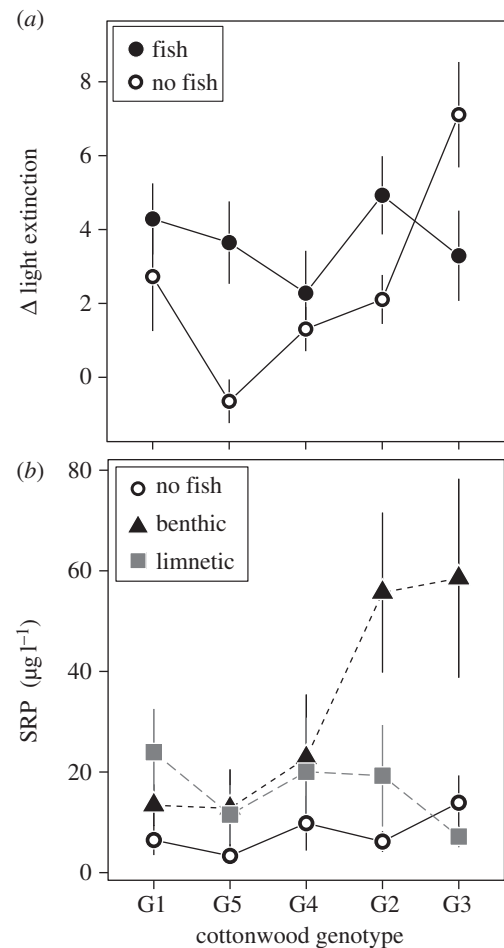 (a)
fish
no fish
8
6
4
2
0
Δ light extinction
(b)
80
60
40
20
0
no fish
benthic
limnetic
SRP (µg l⁻¹)
G1 G5 G4 G2 G3
cottonwood genotype